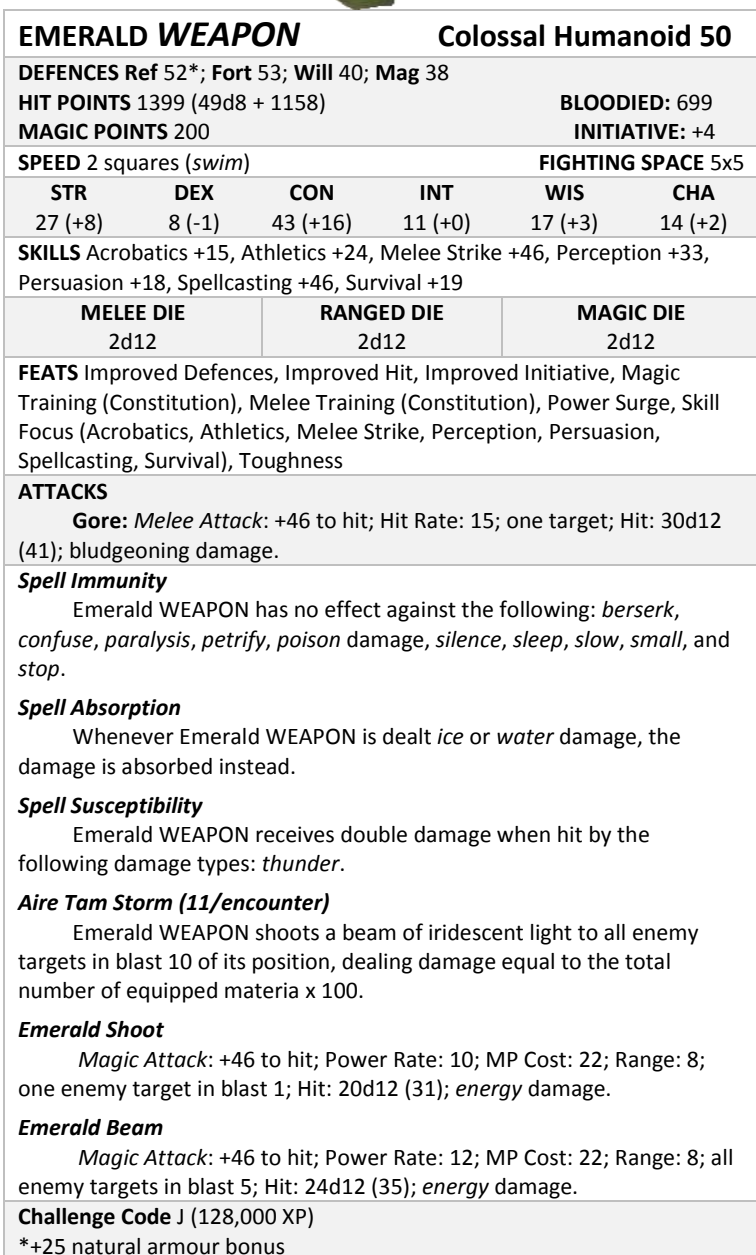 EMERALD WEAPON Colossal Humanoid 50
DEFENCES Ref 52*; Fort 53; Will 40; Mag 38
HIT POINTS 1399 (49d8 + 1158) BLOODIED: 699
MAGIC POINTS 200 INITIATIVE: +4
SPEED 2 squares (swim) FIGHTING SPACE 5x5
STR DEX CON INT WIS CHA
27 (+8) 8 (-1) 43 (+16) 11 (+0) 17 (+3) 14 (+2)
SKILLS Acrobatics +15, Athletics +24, Melee Strike +46, Perception +33,
Persuasion +18, Spellcasting +46, Survival +19
MELEE DIE RANGED DIE MAGIC DIE
2d12 2d12 2d12
FEATS Improved Defences, Improved Hit, Improved Initiative, Magic
Training (Constitution), Melee Training (Constitution), Power Surge, Skill
Focus (Acrobatics, Athletics, Melee Strike, Perception, Persuasion,
Spellcasting, Survival), Toughness
ATTACKS
Gore: Melee Attack: +46 to hit; Hit Rate: 15; one target; Hit: 30d12
(41); bludgeoning damage.
Spell Immunity
Emerald WEAPON has no effect against the following: berserk,
confuse, paralysis, petrify, poison damage, silence, sleep, slow, small, and
stop.
Spell Absorption
Whenever Emerald WEAPON is dealt ice or water damage, the
damage is absorbed instead.
Spell Susceptibility
Emerald WEAPON receives double damage when hit by the
following damage types: thunder.
Aire Tam Storm (11/encounter)
Emerald WEAPON shoots a beam of iridescent light to all enemy
targets in blast 10 of its position, dealing damage equal to the total
number of equipped materia x 100.
Emerald Shoot
Magic Attack: +46 to hit; Power Rate: 10; MP Cost: 22; Range: 8;
one enemy target in blast 1; Hit: 20d12 (31); energy damage.
Emerald Beam
Magic Attack: +46 to hit; Power Rate: 12; MP Cost: 22; Range: 8; all
enemy targets in blast 5; Hit: 24d12 (35); energy damage.
Challenge Code J (128,000 XP)
*+25 natural armour bonus